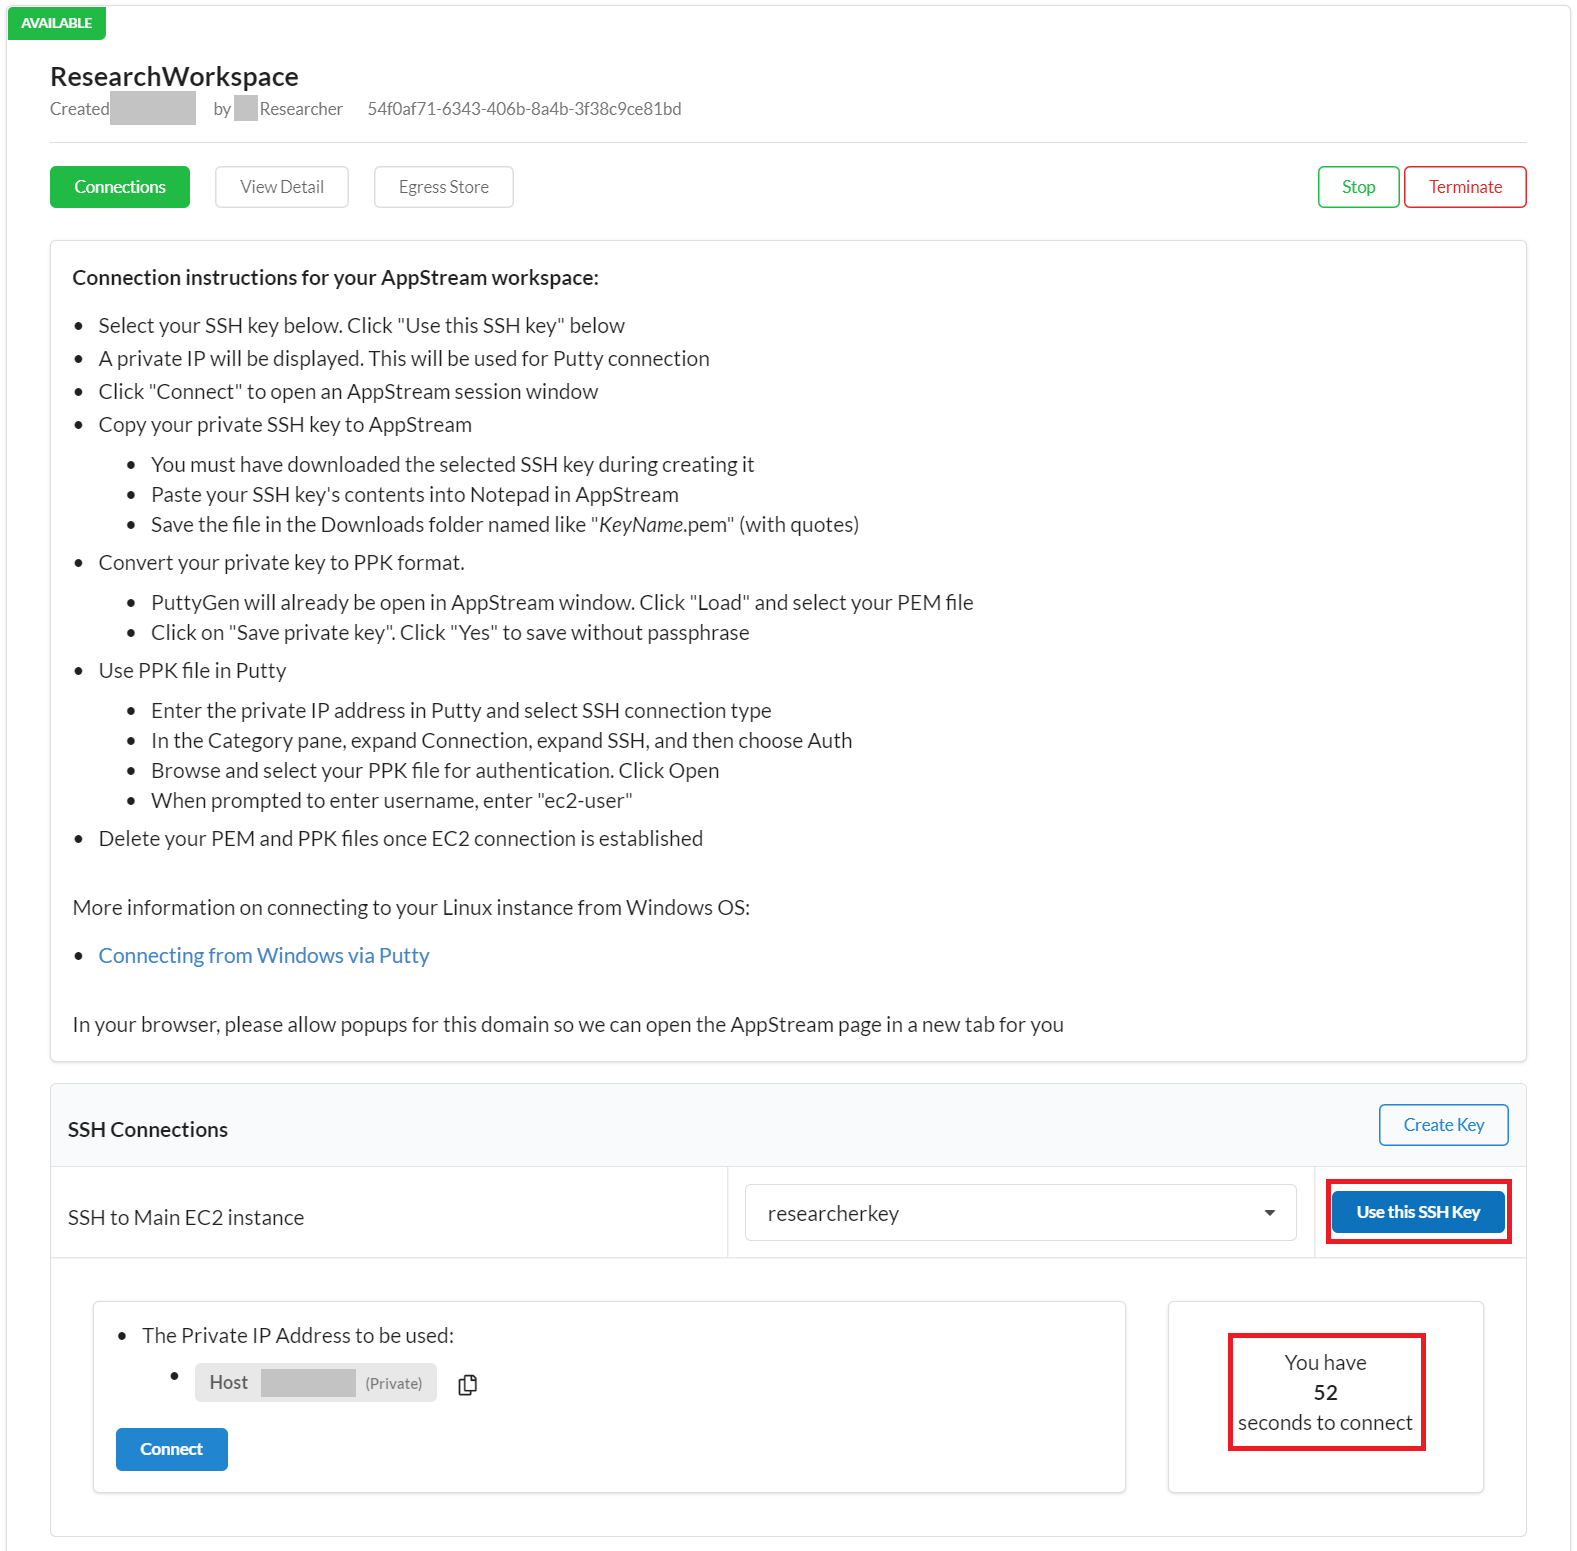 AVAILABLE
ResearchWorkspace
Created by Researcher 54f0af71-6343-406b-8a4b-3f38c9ce81bd
Connections View Detail Egress Store Stop Terminate
Connection instructions for your AppStream workspace:
• Select your SSH key below. Click "Use this SSH key" below
• A private IP will be displayed. This will be used for Putty connection
• Click "Connect" to open an AppStream session window
• Copy your private SSH key to AppStream
• You must have downloaded the selected SSH key during creating it
• Paste your SSH key's contents into Notepad in AppStream
• Save the file in the Downloads folder named like "KeyName.pem" (with quotes)
• Convert your private key to PPK format.
• PuttyGen will already be open in AppStream window. Click "Load" and select your PEM file
• Click on "Save private key". Click "Yes" to save without passphrase
• Use PPK file in Putty
• Enter the private IP address in Putty and select SSH connection type
• In the Category pane, expand Connection, expand SSH, and then choose Auth
• Browse and select your PPK file for authentication. Click Open
• When prompted to enter username, enter "ec2-user"
• Delete your PEM and PPK files once EC2 connection is established
More information on connecting to your Linux instance from Windows OS:
• Connecting from Windows via Putty
In your browser, please allow popups for this domain so we can open the AppStream page in a new tab for you
SSH Connections Create Key
SSH to Main EC2 instance researcherkey Use this SSH Key
• The Private IP Address to be used:
• Host (Private)
Connect
You have
52
seconds to connect